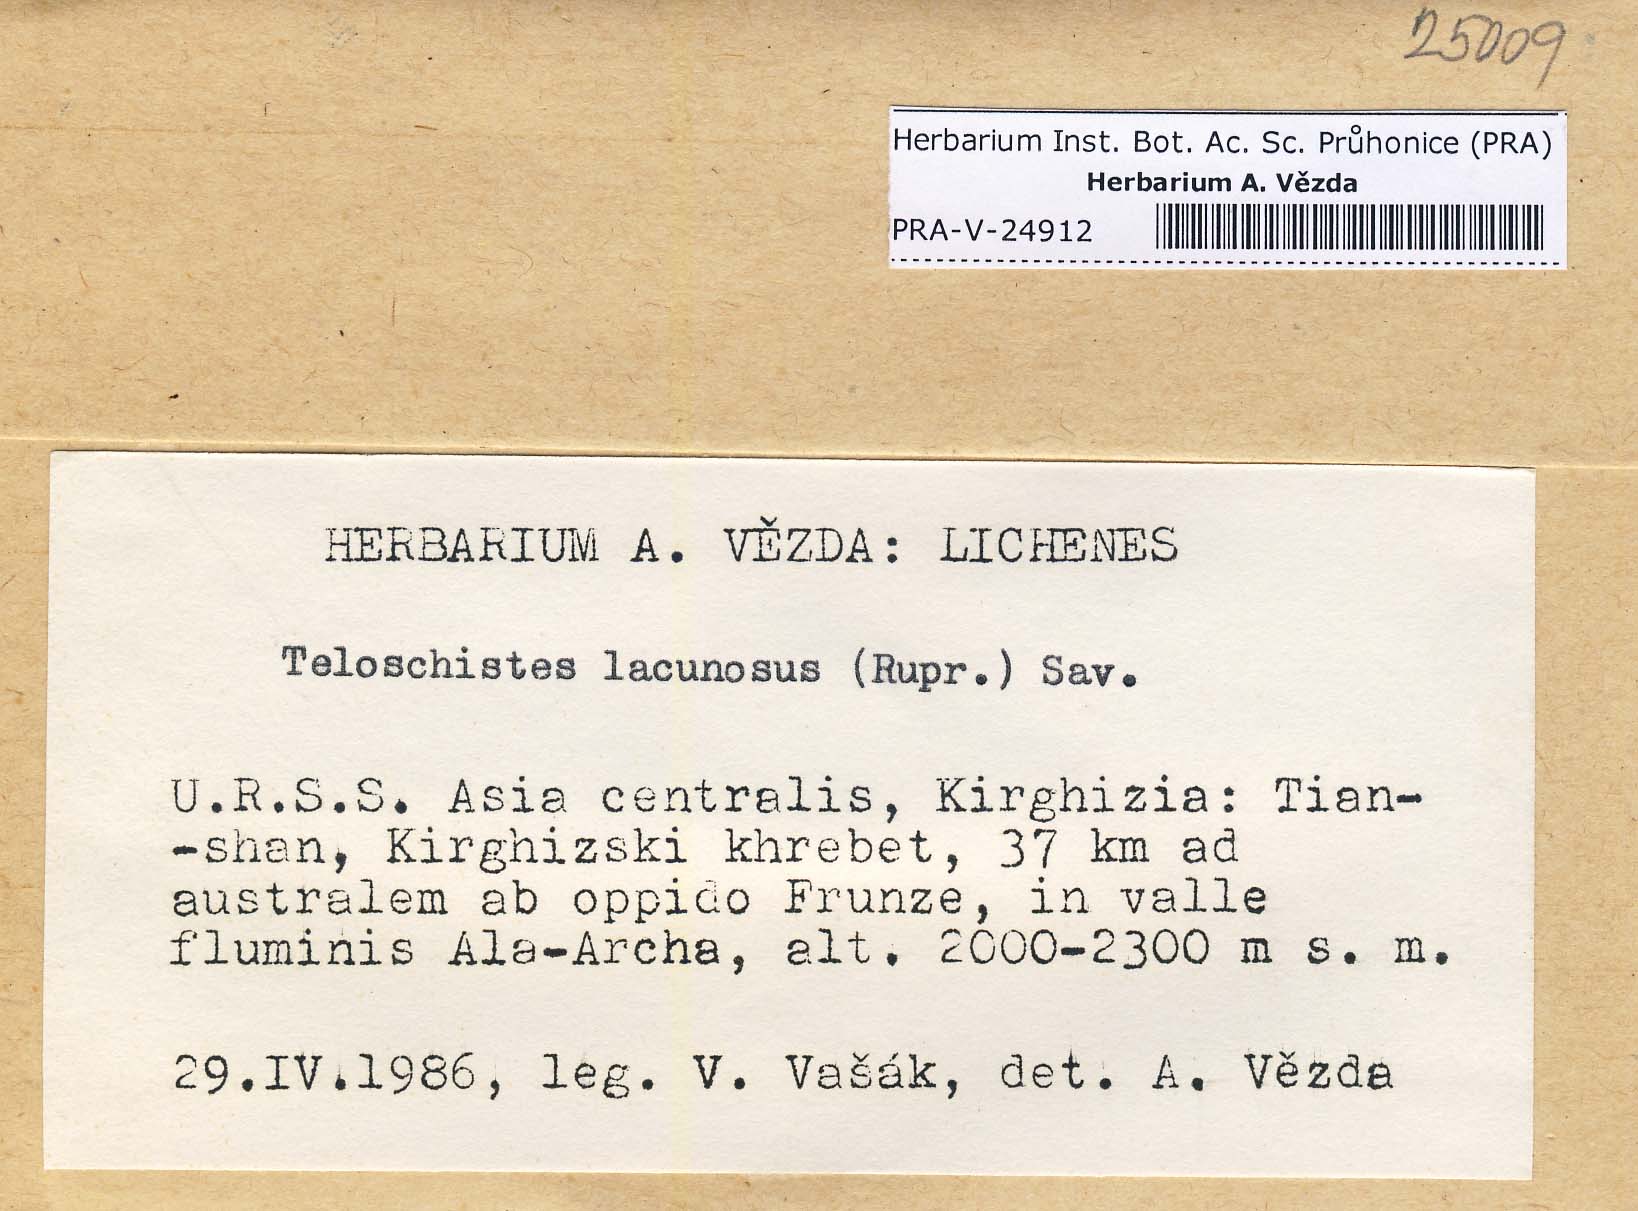 25009
Herbarium Inst. Bot. Ac. Sc. Průhonice (PRA)
Herbarium A. Vězda
PRA-V-24912
HERBARIUM A. VĚZDA: LICHENES
Teloschistes lacunosus (Rupr.) Sav.
U.R.S.S. Asia centralis, Kirghizia: Tian-
-shan, Kirghizski khrebet, 37 km ad
australem ab oppido Frunze, in valle
fluminis Ala-Archa, alt. 2000-2300 m s. m.
29.IV.1986, leg. V. Vašák, det. A. Vězda